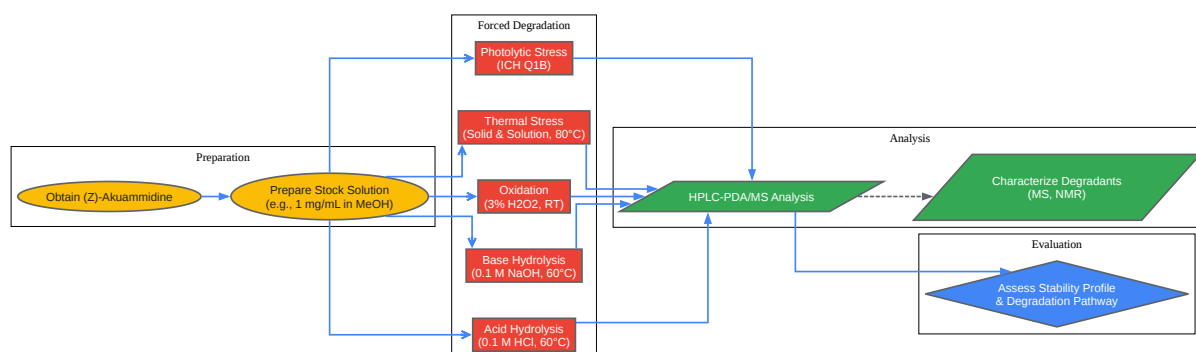 Forced Degradation
Photolytic Stress
(ICH Q1B)
Thermal Stress
(Solid & Solution, 80°C)
Analysis
Preparation
Obtain (Z)-Akuammidine
Prepare Stock Solution
(e.g., 1 mg/mL in MeOH)
Oxidation
(3% H2O2, RT)
HPLC-PDA/MS Analysis
Characterize Degradants
(MS, NMR)
Evaluation
Base Hydrolysis
(0.1 M NaOH, 60°C)
Assess Stability Profile
& Degradation Pathway
Acid Hydrolysis
(0.1 M HCl, 60°C)